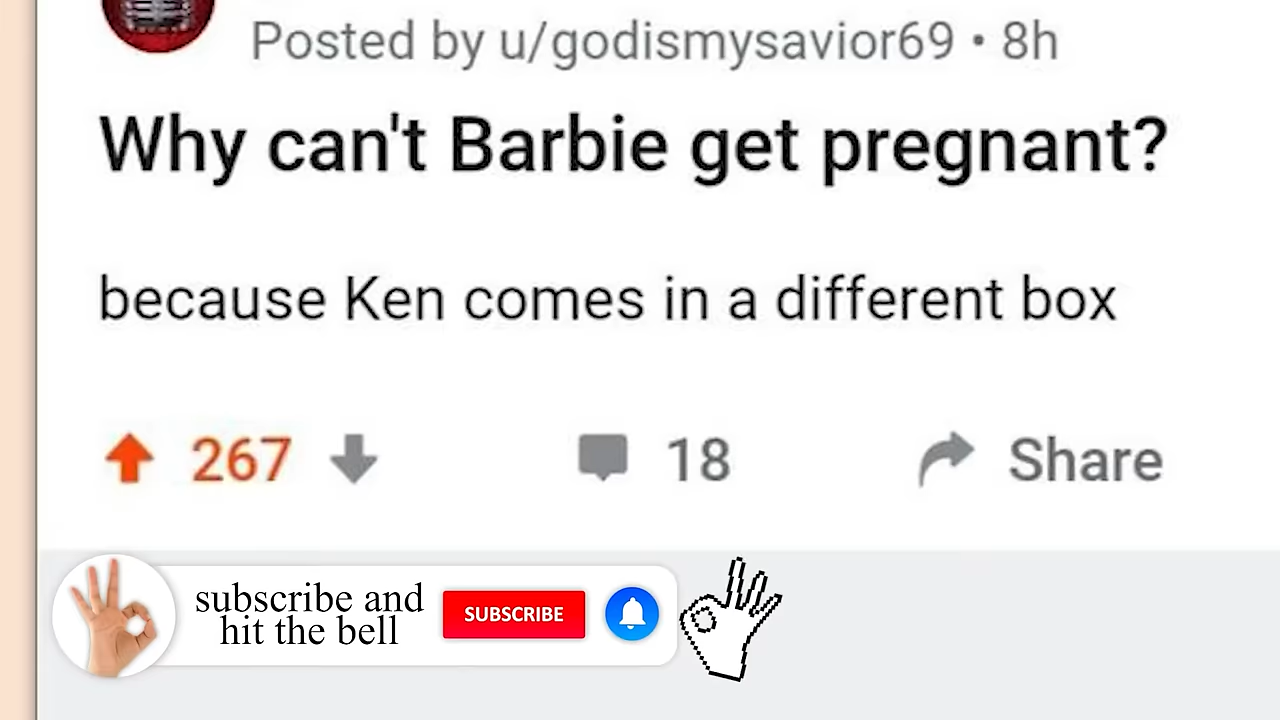 Posted by u/godismysavior69 • 8h
Why can't Barbie get pregnant?
because Ken comes in a different box
267 18 Share
subscribe and
hit the bell
SUBSCRIBE